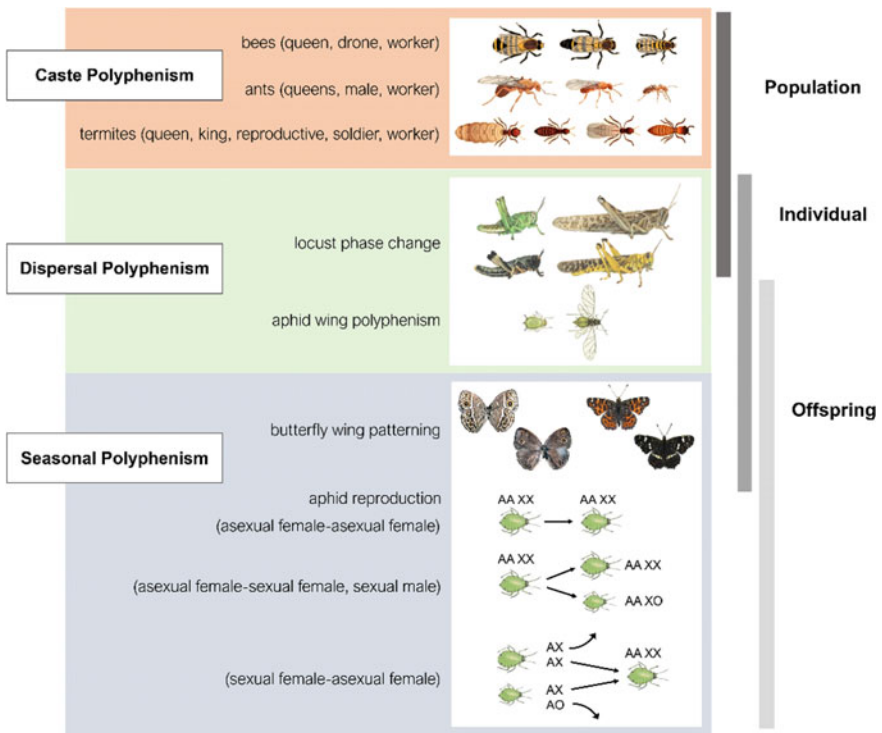 Caste Polyphenism
bees (queen, drone, worker)
ants (queens, male, worker)
termites (queen, king, reproductive, soldier, worker)
Population
Individual
Dispersal Polyphenism
locust phase change
aphid wing polyphenism
Offspring
Seasonal Polyphenism
butterfly wing patterning
aphid reproduction
(asexual female-asexual female)
AA XX AA XX
(asexual female-sexual female, sexual male)
AA XX
AA XX
AA XO
(sexual female-asexual female)
AX
AX
AA XX
AX
AO